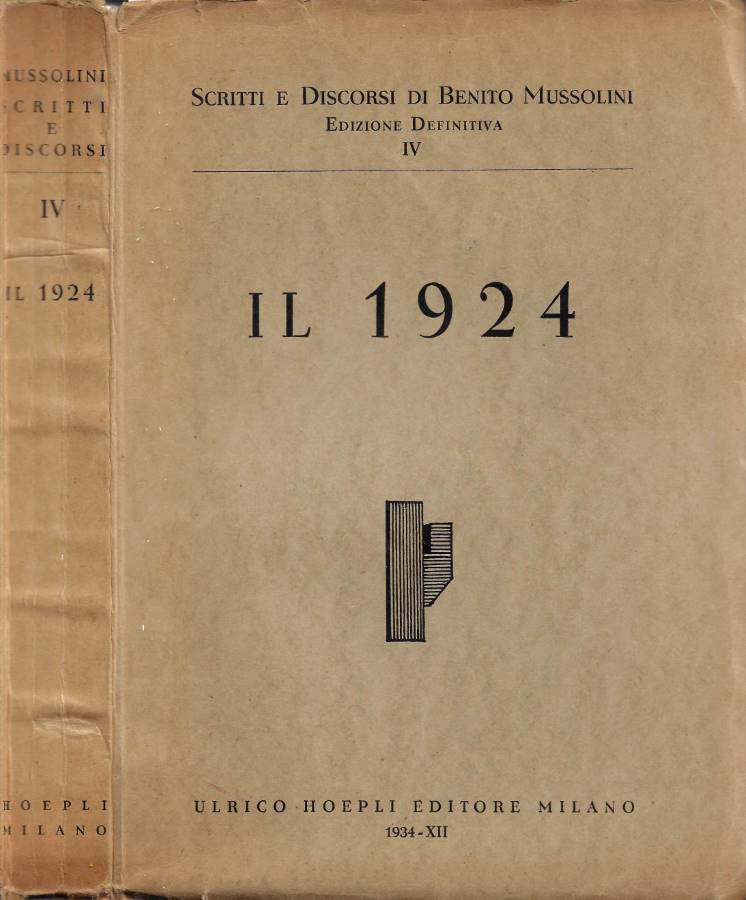 MUSSOLINI
SCRITTI
E
DISCORSI
IV
IL 1924
HOEPLI
MILANO
SCRITTI E DISCORSI DI BENITO MUSSOLINI
EDIZIONE DEFINITIVA
IV
IL 1924
ULRICO HOEPLI EDITORE MILANO
1934-XII